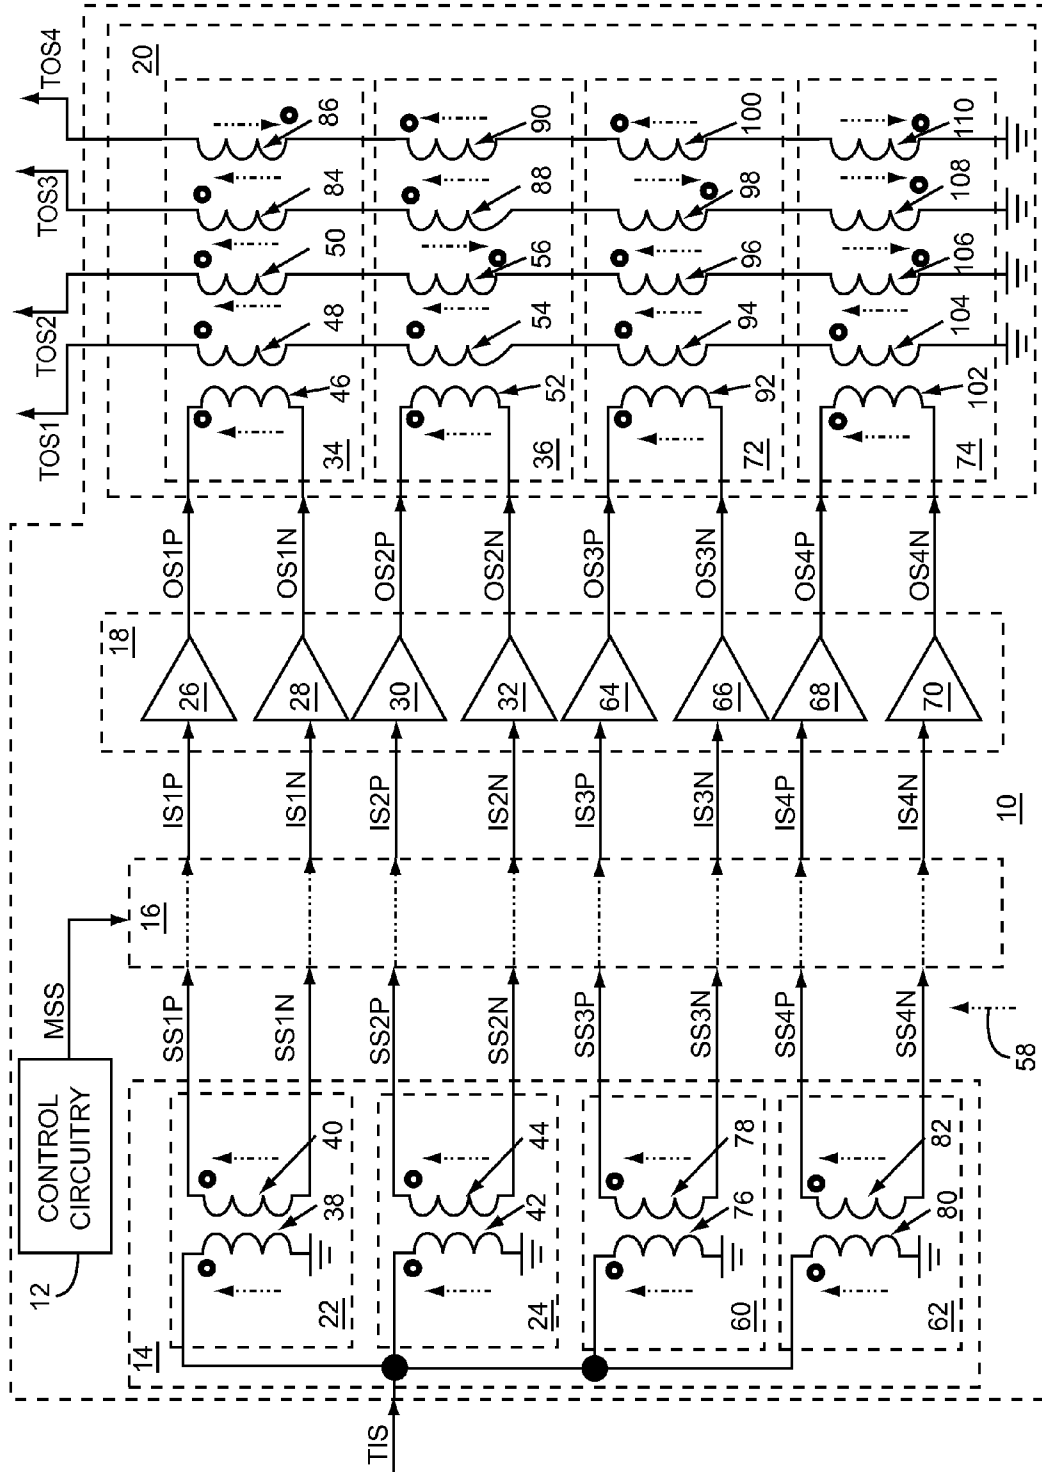 12
CONTROL
CIRCUITRY
MSS
TOS1
TOS2
TOS3
TOS4
14
16
18
20
SS1P
IS1P
26
OS1P
22
38
40
SS1N
IS1N
28
OS1N
34
46
48
50
84
86
TIS
SS2P
IS2P
30
OS2P
24
42
44
SS2N
IS2N
32
OS2N
36
52
54
56
88
90
SS3P
IS3P
64
OS3P
60
76
78
SS3N
IS3N
66
OS3N
72
92
94
96
98
100
SS4P
IS4P
68
OS4P
62
80
82
SS4N
IS4N
70
OS4N
74
102
104
106
108
110
58
10